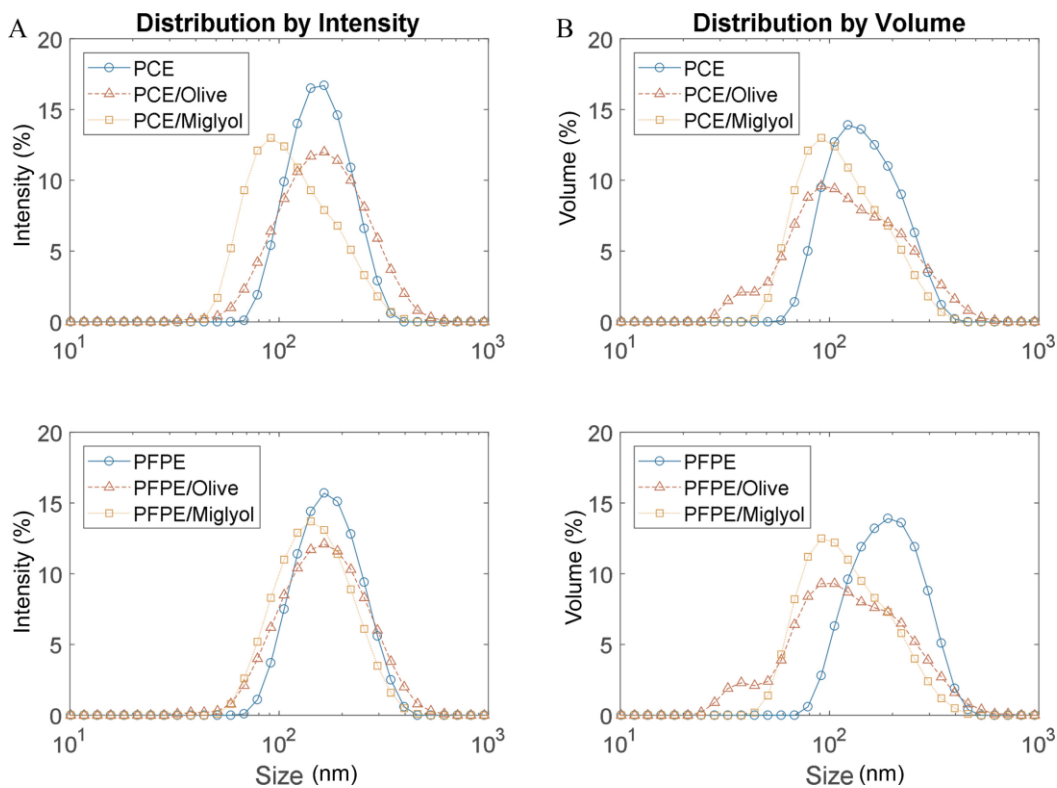 A
Distribution by Intensity
Intensity (%)
20
15
10
5
0
PCE
PCE/Olive
PCE/Miglyol
10^1
10^2
10^3
B
Distribution by Volume
Volume (%)
20
15
10
5
0
PCE
PCE/Olive
PCE/Miglyol
10^1
10^2
10^3
Intensity (%)
20
15
10
5
0
PFPE
PFPE/Olive
PFPE/Miglyol
10^1
10^2
10^3
Size (nm)
Volume (%)
20
15
10
5
0
PFPE
PFPE/Olive
PFPE/Miglyol
10^1
10^2
10^3
Size (nm)